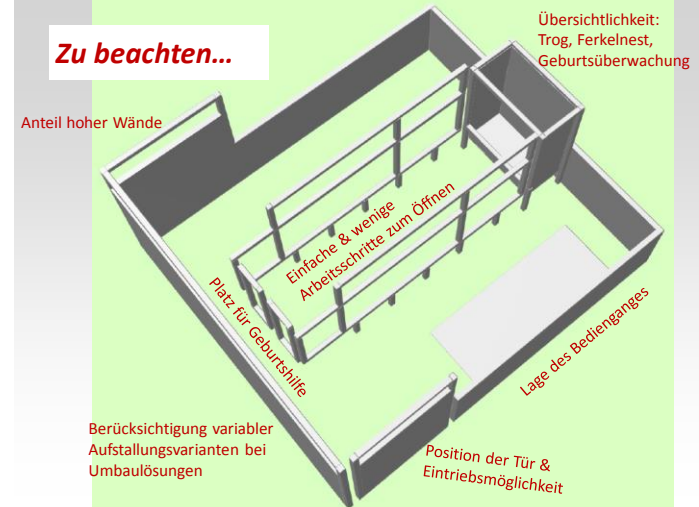 Zu beachten…
Übersichtlichkeit:
Trog, Ferkelnest,
Geburtsüberwachung
Anteil hoher Wände
Einfache & wenige
Arbeitsschritte zum Öffnen
Platz für Geburtshilfe
Lage des Bedienganges
Berücksichtigung variabler
Aufstallungsvarianten bei
Umbaulösungen
Position der Tür &
Eintriebsmöglichkeit